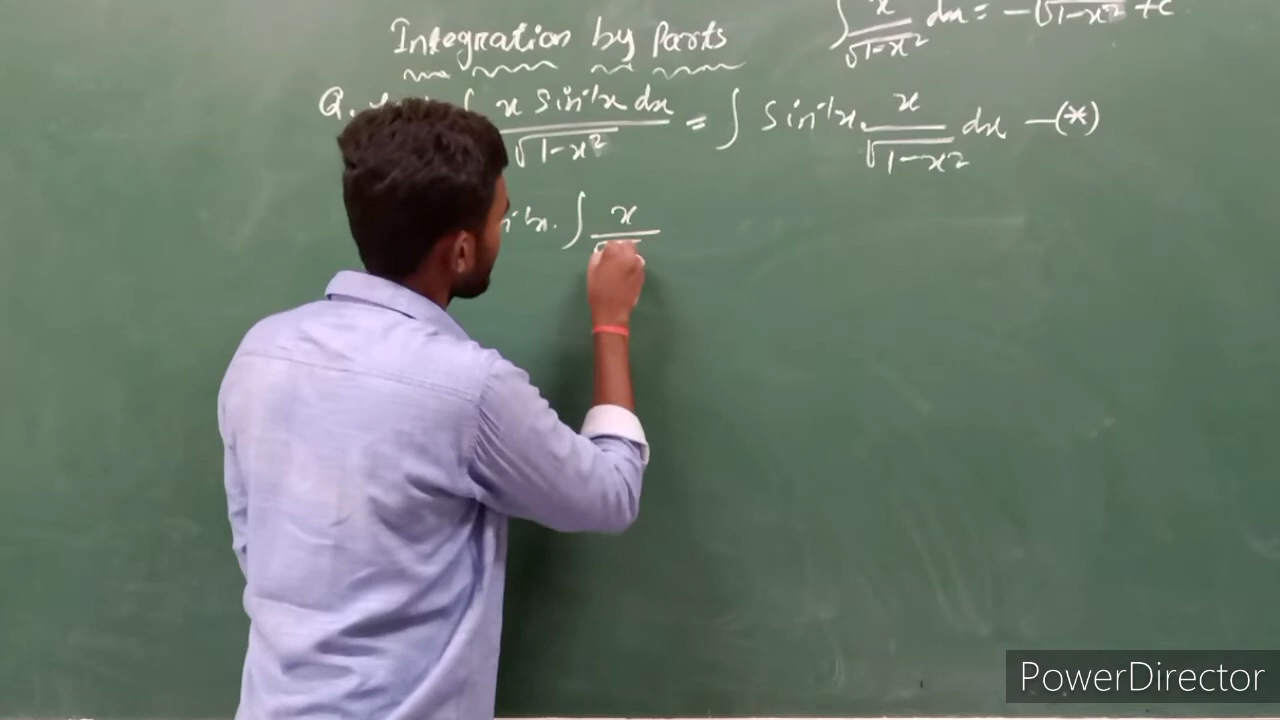 ∫ x/√1-x² dx = -√1-x² + c
Integration by Parts
Q. x Sin⁻¹x dx/√1-x² = ∫ Sin⁻¹x. x/√1-x² dx —(*)
n⁻¹x. ∫ x/√
PowerDirector